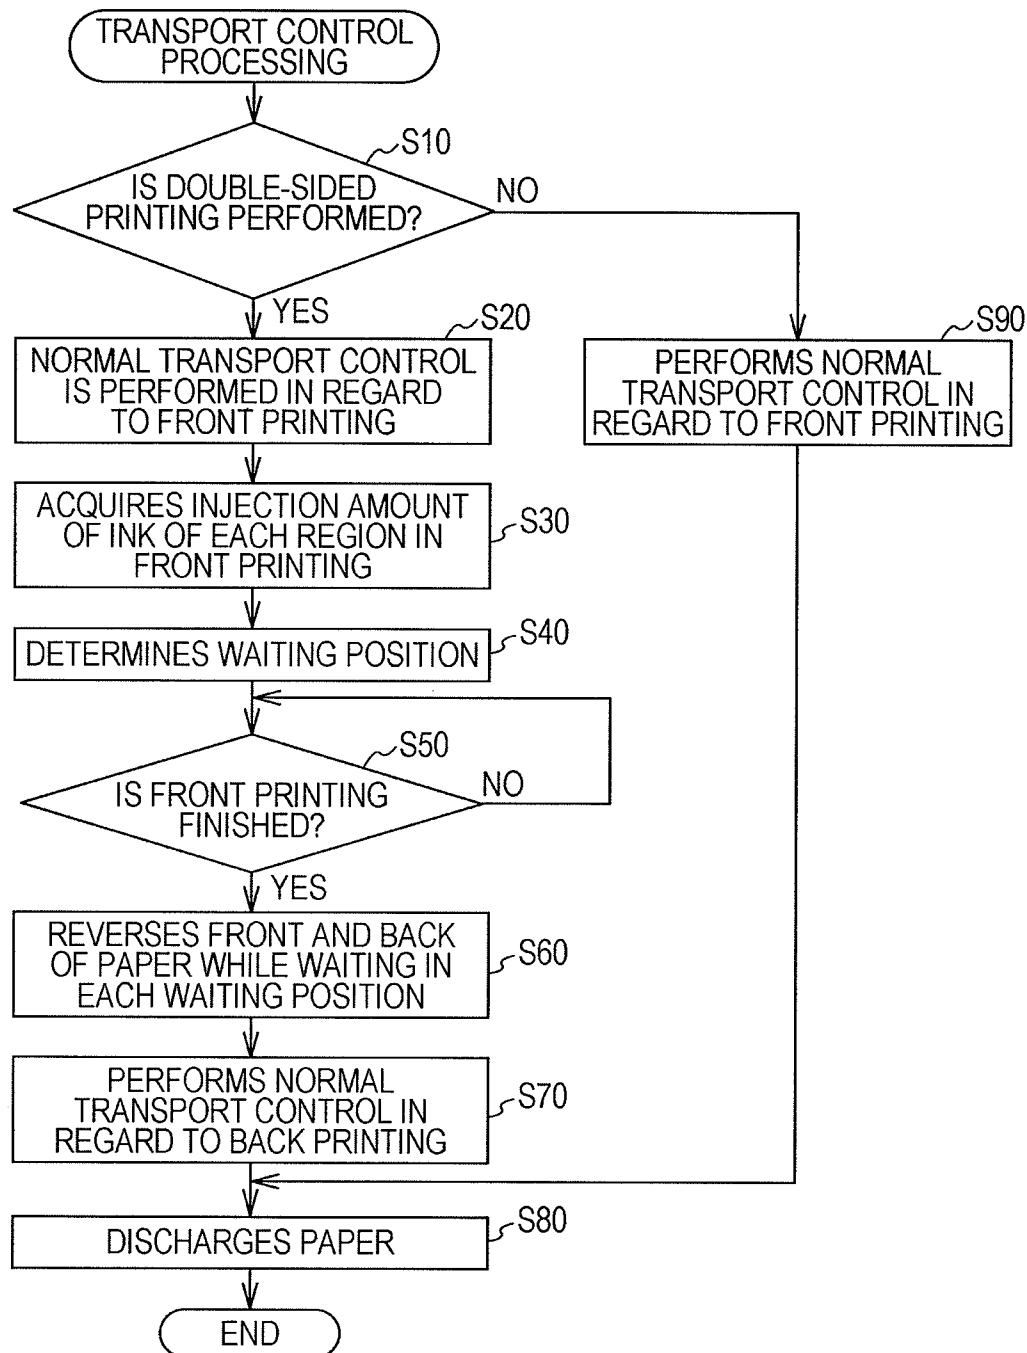 TRANSPORT CONTROL
PROCESSING
S10
IS DOUBLE-SIDED
PRINTING PERFORMED?
NO
YES
S20
NORMAL TRANSPORT CONTROL
IS PERFORMED IN REGARD
TO FRONT PRINTING
S90
PERFORMS NORMAL
TRANSPORT CONTROL IN
REGARD TO FRONT PRINTING
ACQUIRES INJECTION AMOUNT
OF INK OF EACH REGION IN
FRONT PRINTING
S30
DETERMINES WAITING POSITION
S40
S50
IS FRONT PRINTING
FINISHED?
NO
YES
REVERSES FRONT AND BACK
OF PAPER WHILE WAITING IN
EACH WAITING POSITION
S60
PERFORMS NORMAL
TRANSPORT CONTROL IN
REGARD TO BACK PRINTING
S70
DISCHARGES PAPER
S80
END